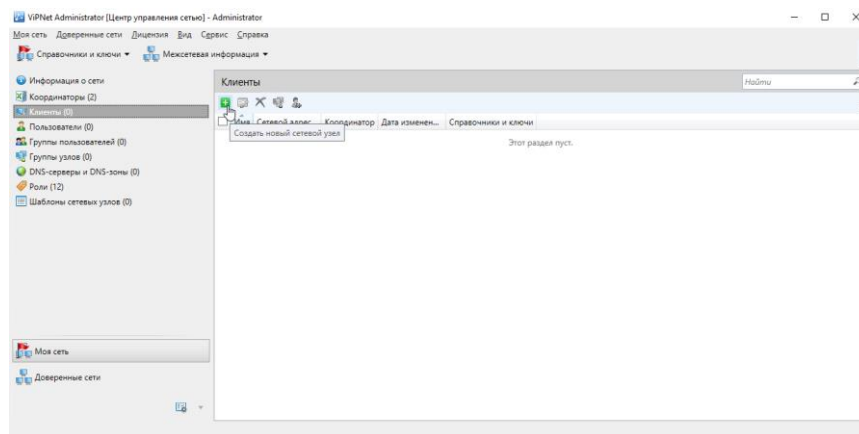 ViPNet Administrator [Центр управления сетью] - Administrator
Моя сеть Доверенные сети Лицензия Вид Сервис Справка
Справочники и ключи Межсетевая информация
Информация о сети
Координаторы (2)
Клиенты (0)
Пользователи (0)
Группы пользователей (0)
Группы узлов (0)
DNS-серверы и DNS-зоны (0)
Роли (12)
Шаблоны сетевых узлов (0)
Моя сеть
Доверенные сети
Клиенты Найти
Имя Сетевой адрес Координатор Дата изменен... Справочники и ключи
Создать новый сетевой узел
Этот раздел пуст.